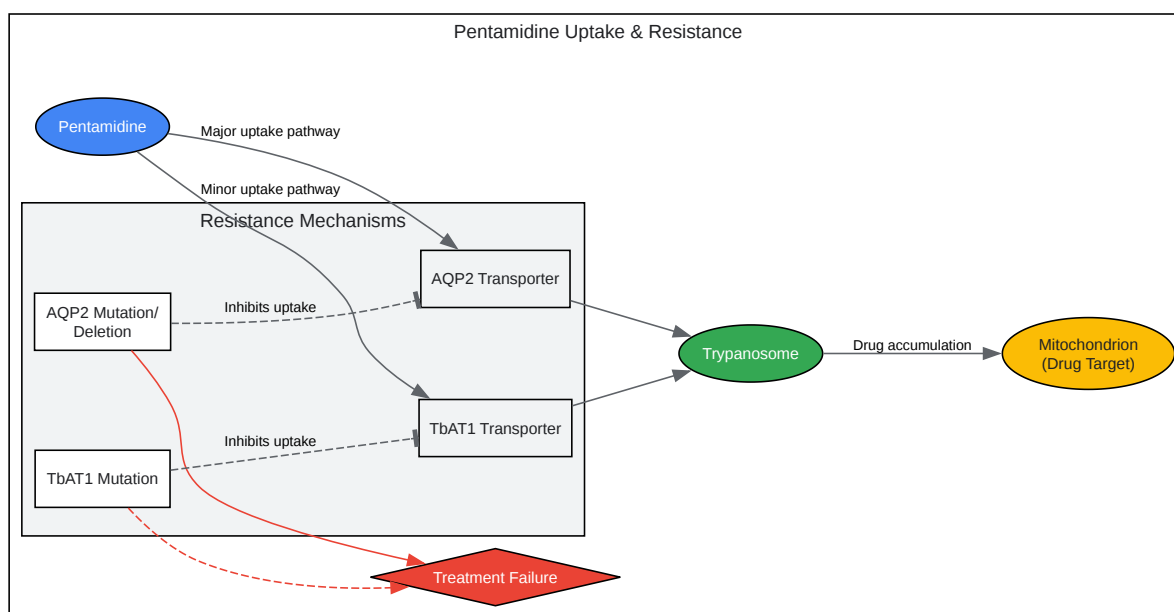 Pentamidine Uptake & Resistance
Pentamidine
Major uptake pathway
Minor uptake pathway
Resistance Mechanisms
AQP2 Transporter
AQP2 Mutation/
Deletion
Inhibits uptake
Trypanosome
Drug accumulation
Mitochondrion
(Drug Target)
TbAT1 Transporter
Inhibits uptake
TbAT1 Mutation
Treatment Failure